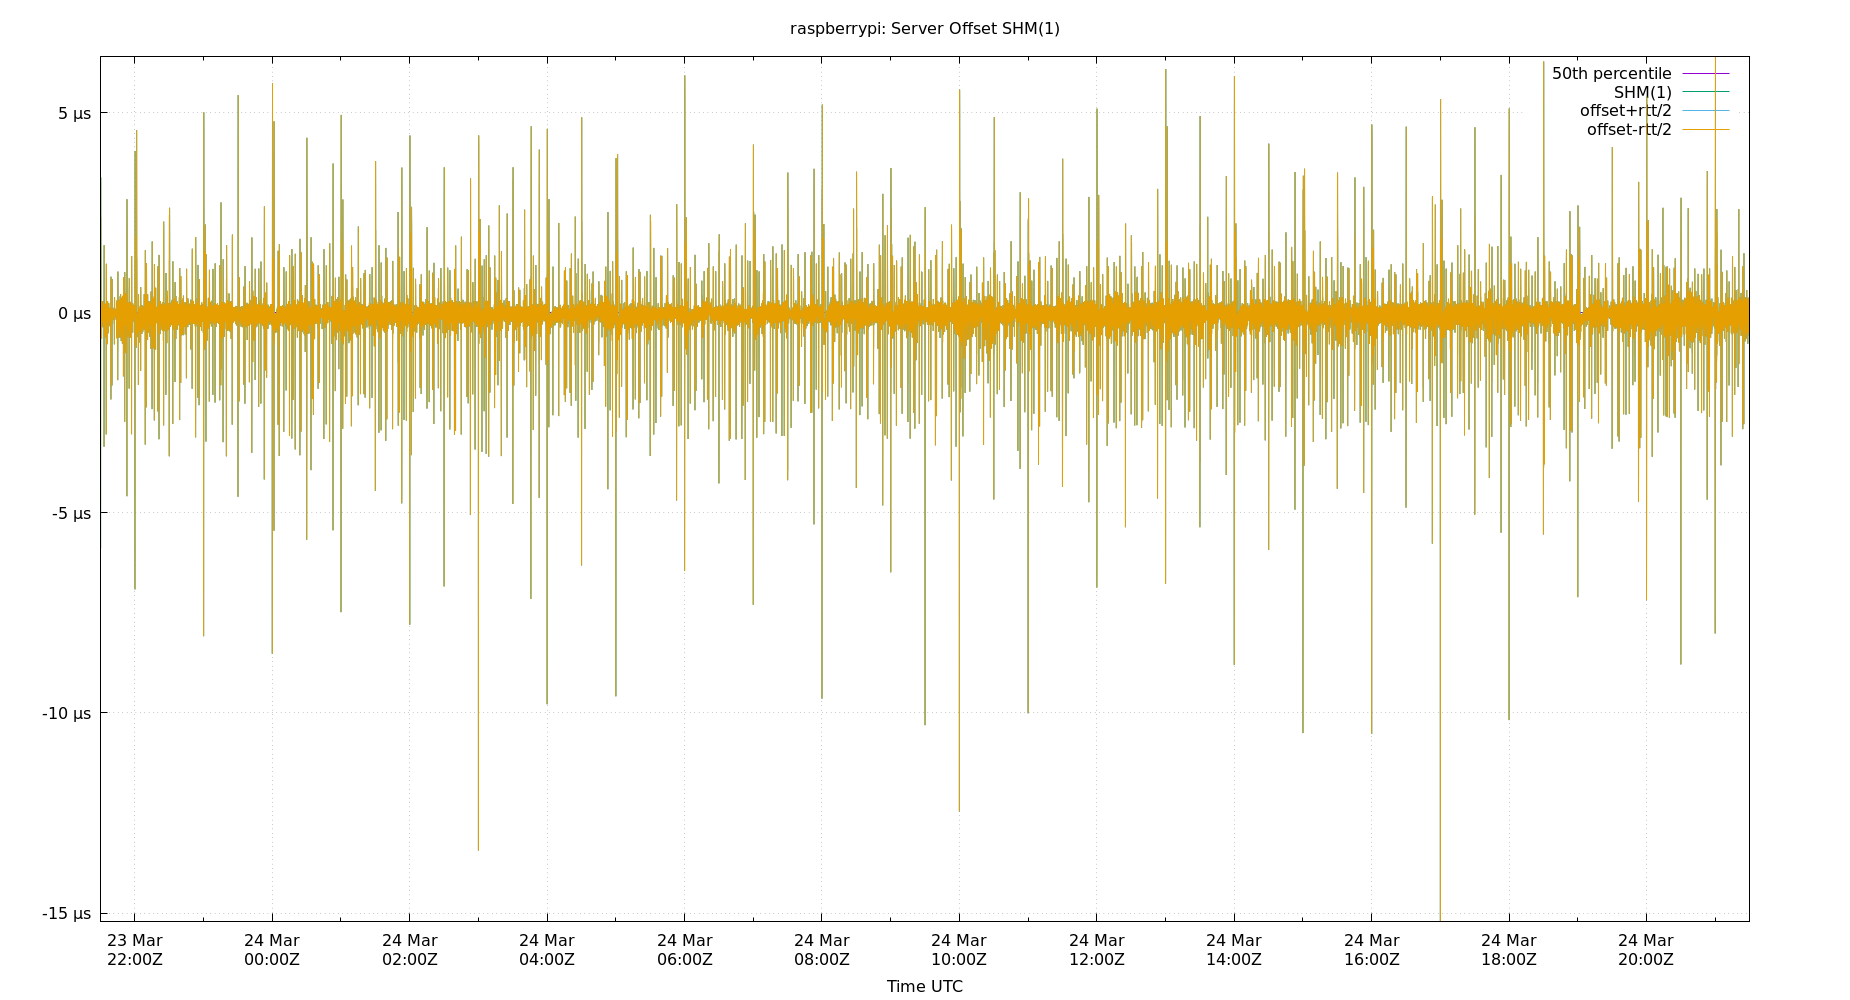 raspberrypi: Server Offset SHM(1)
50th percentile
SHM(1)
offset+rtt/2
offset-rtt/2
5 µs
0 µs
-5 µs
-10 µs
-15 µs
23 Mar 24 Mar 24 Mar 24 Mar 24 Mar 24 Mar 24 Mar 24 Mar 24 Mar 24 Mar 24 Mar 24 Mar
22:00Z 00:00Z 02:00Z 04:00Z 06:00Z 08:00Z 10:00Z 12:00Z 14:00Z 16:00Z 18:00Z 20:00Z
Time UTC